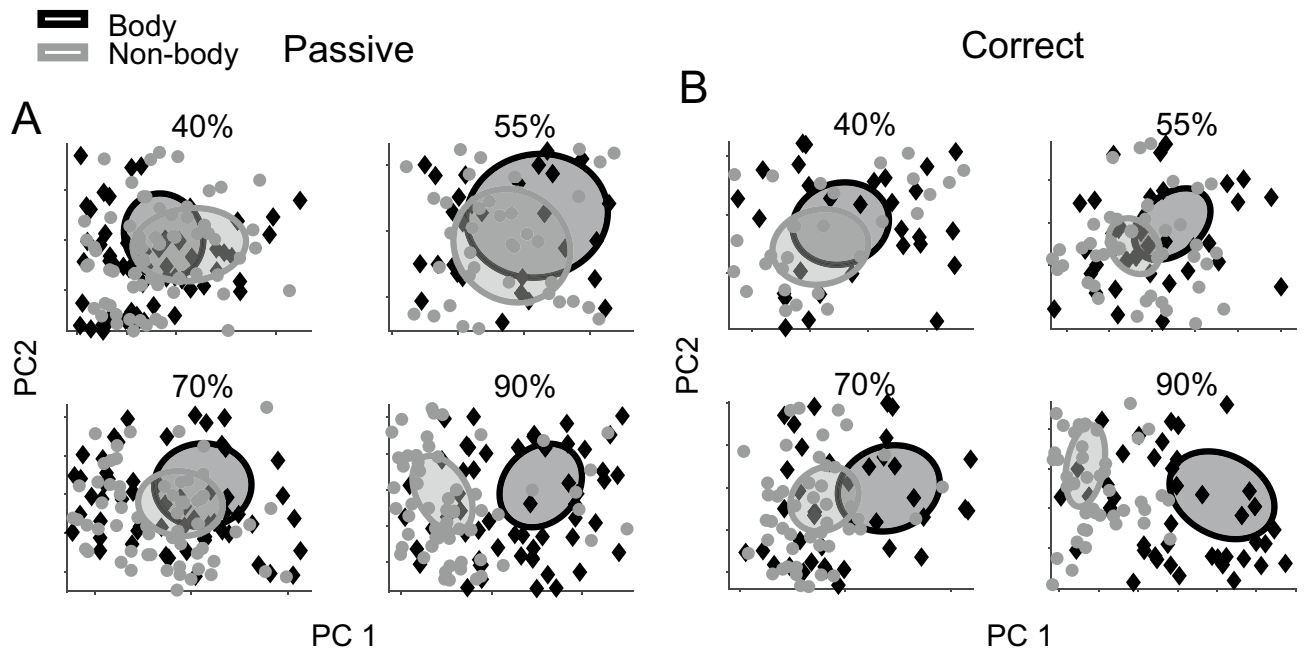 Body
Non-body
Passive
Correct
A
B
40%
55%
40%
55%
PC2
PC2
70%
90%
70%
90%
PC 1
PC 1